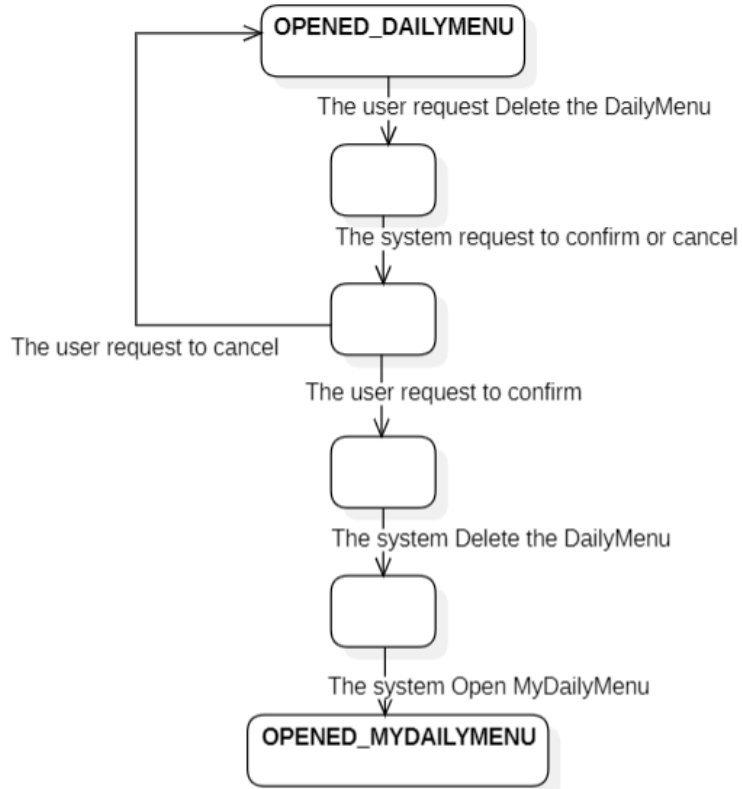 OPENED_DAILYMENU
The user request Delete the DailyMenu
The system request to confirm or cancel
The user request to cancel
The user request to confirm
The system Delete the DailyMenu
The system Open MyDailyMenu
OPENED_MYDAILYMENU